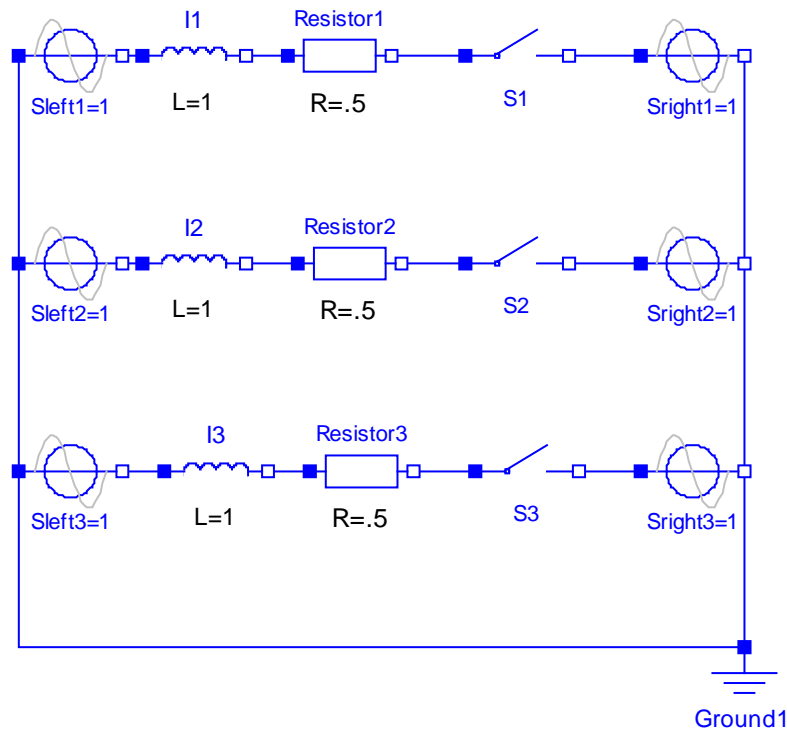 I1 Resistor1
Sleft1=1 L=1 R=.5 S1 Sright1=1
I2 Resistor2
Sleft2=1 L=1 R=.5 S2 Sright2=1
I3 Resistor3
Sleft3=1 L=1 R=.5 S3 Sright3=1
Ground1